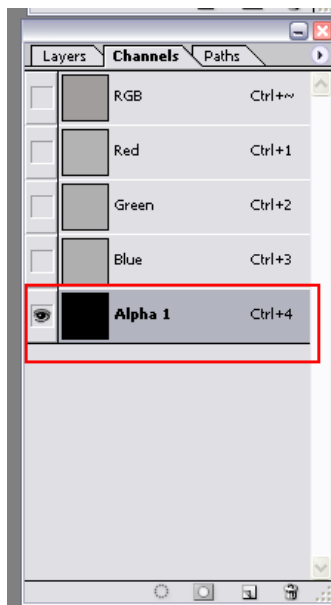 Layers Channels Paths
RGB Ctrl+~
Red Ctrl+1
Green Ctrl+2
Blue Ctrl+3
Alpha 1 Ctrl+4